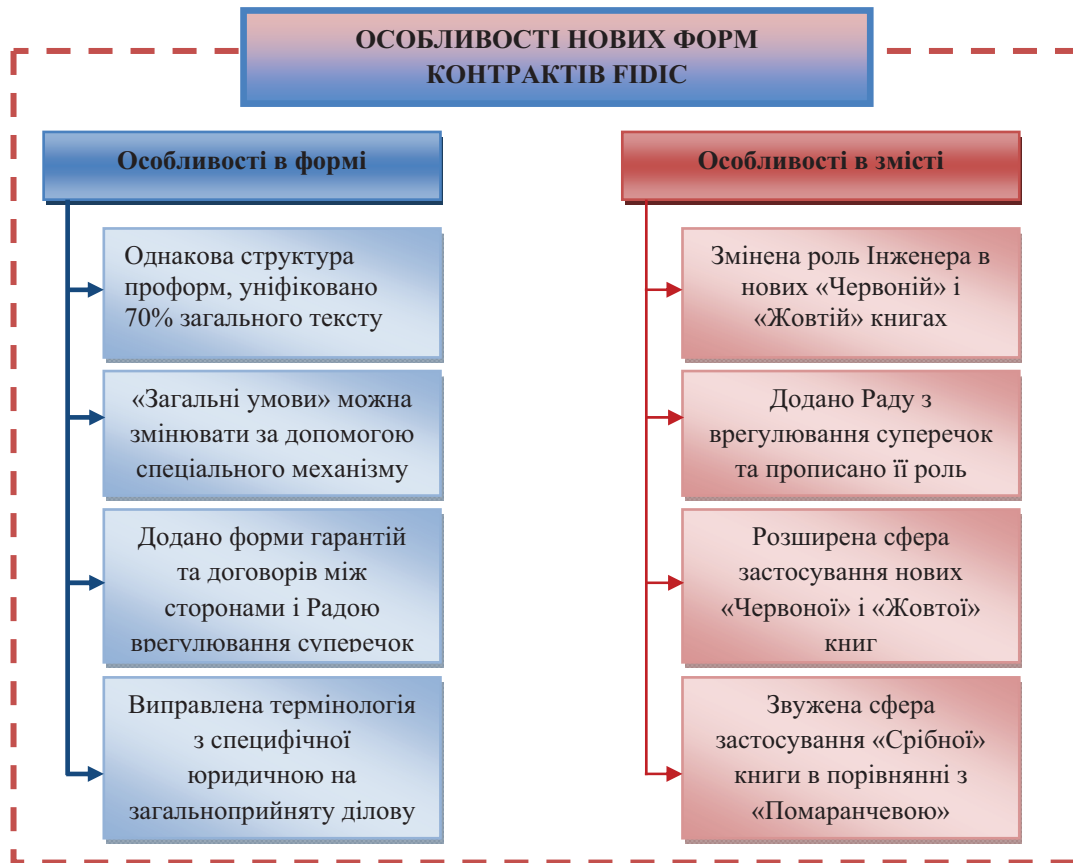 ОСОБЛИВОСТІ НОВИХ ФОРМ
КОНТРАКТІВ FIDIC
Особливості в формі
Однакова структура
проформ, уніфіковано
70% загального тексту
«Загальні умови» можна
змінювати за допомогою
спеціального механізму
Додано форми гарантій
та договорів між
сторонами і Радою
врегулювання суперечок
Виправлена термінологія
з специфічної
юридичною на
загальноприйняту ділову
Особливості в змісті
Змінена роль Інженера в
нових «Червоній» і
«Жовтій» книгах
Додано Раду з
врегулювання суперечок
та прописано її роль
Розширена сфера
застосування нових
«Червоної» і «Жовтої»
книг
Звужена сфера
застосування «Срібної»
книги в порівнянні з
«Помаранчевою»